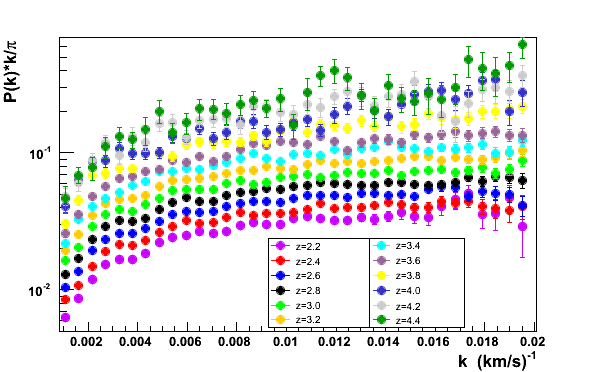 P(k)*k/π
10⁻¹
10⁻²
z=2.2
z=2.4
z=2.6
z=2.8
z=3.0
z=3.2
z=3.4
z=3.6
z=3.8
z=4.0
z=4.2
z=4.4
0.002 0.004 0.006 0.008 0.01 0.012 0.014 0.016 0.018 0.02
k (km/s)⁻¹